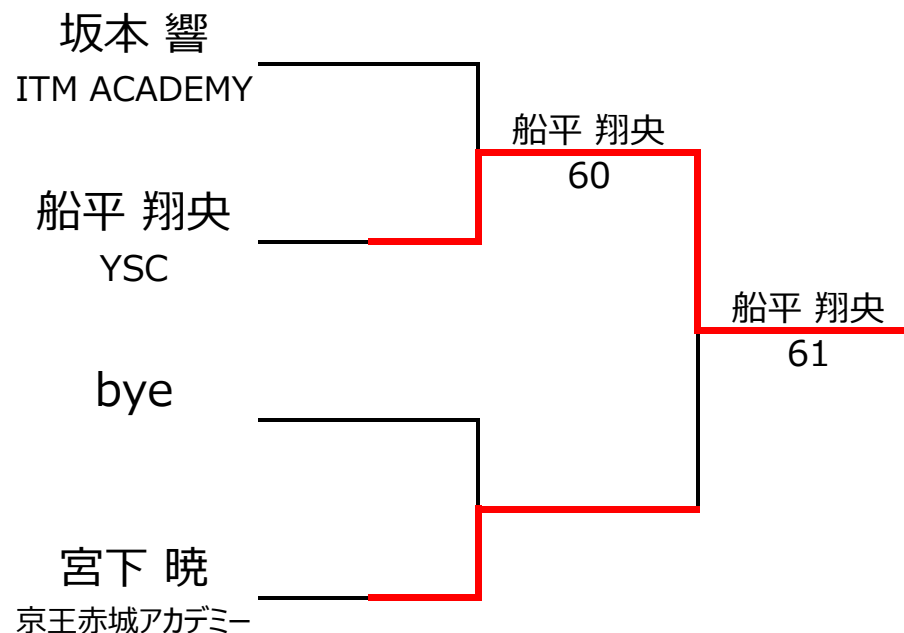 坂本 響
ITM ACADEMY
船平 翔央
60
船平 翔央
YSC
船平 翔央
61
bye
宮下 暁
京王赤城アカデミー